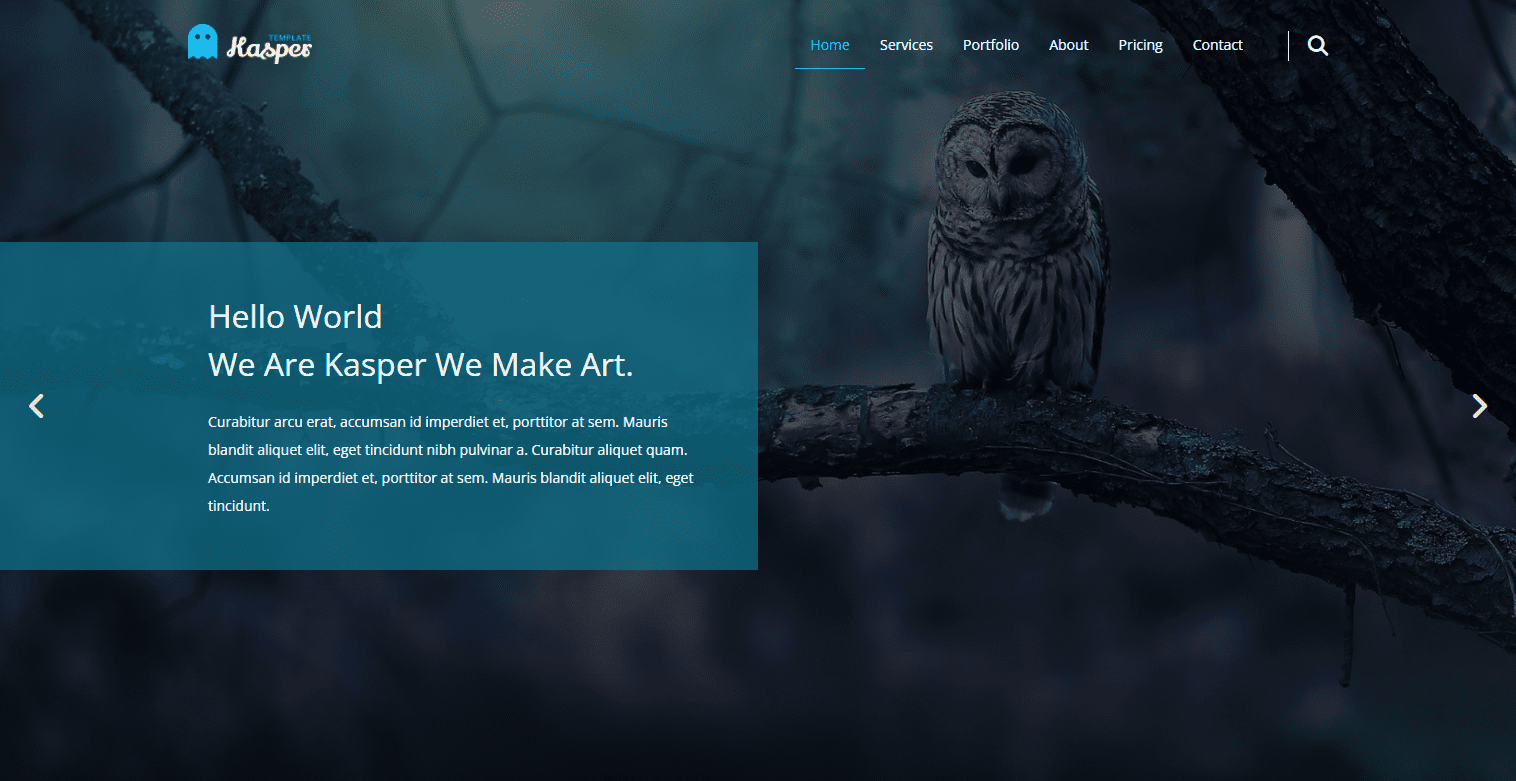 TEMPLATE
Kasper
Home Services Portfolio About Pricing Contact
Hello World
We Are Kasper We Make Art.
Curabitur arcu erat, accumsan id imperdiet et, porttitor at sem. Mauris
blandit aliquet elit, eget tincidunt nibh pulvinar a. Curabitur aliquet quam.
Accumsan id imperdiet et, porttitor at sem. Mauris blandit aliquet elit, eget
tincidunt.